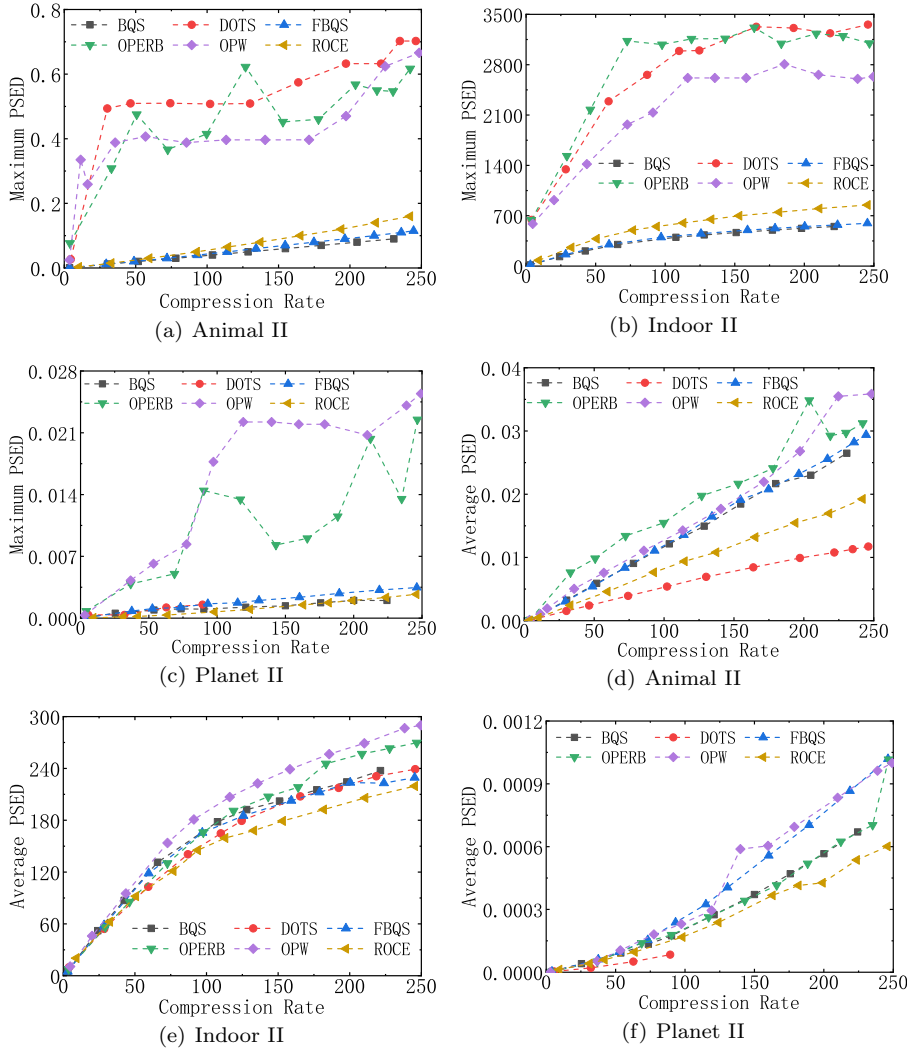 0.8
0.6
0.4
0.2
0.0
Maximum PSED
BQS DOTS FBQS
OPERB OPW ROCE
0 50 100 150 200 250
Compression Rate
(a) Animal II
3500
2800
2100
1400
700
0
Maximum PSED
BQS DOTS FBQS
OPERB OPW ROCE
0 50 100 150 200 250
Compression Rate
(b) Indoor II
0.028
0.021
0.014
0.007
0.000
Maximum PSED
BQS DOTS FBQS
OPERB OPW ROCE
0 50 100 150 200 250
Compression Rate
(c) Planet II
0.04
0.03
0.02
0.01
0.00
Average PSED
BQS DOTS FBQS
OPERB OPW ROCE
0 50 100 150 200 250
Compression Rate
(d) Animal II
300
240
180
120
60
0
Average PSED
BQS DOTS FBQS
OPERB OPW ROCE
0 50 100 150 200 250
Compression Rate
(e) Indoor II
0.0012
0.0009
0.0006
0.0003
0.0000
Average PSED
BQS DOTS FBQS
OPERB OPW ROCE
0 50 100 150 200 250
Compression Rate
(f) Planet II